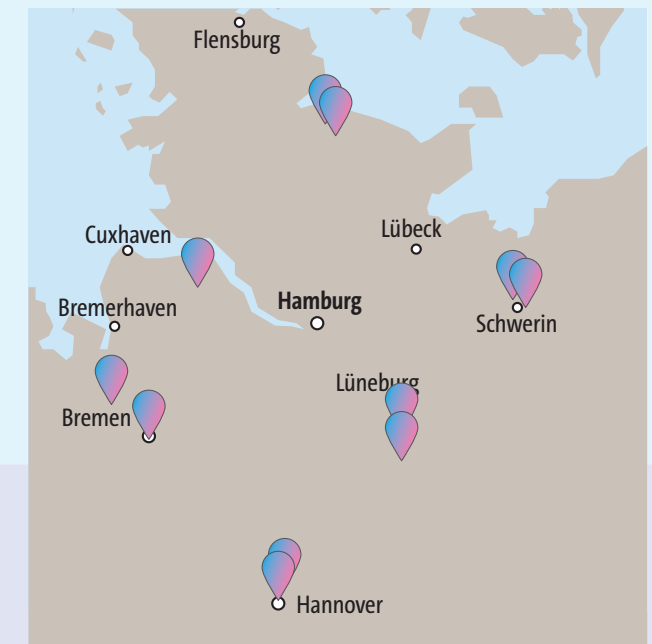 Flensburg
Cuxhaven
Lübeck
Bremerhaven
Hamburg
Schwerin
Lüneburg
Bremen
Hannover